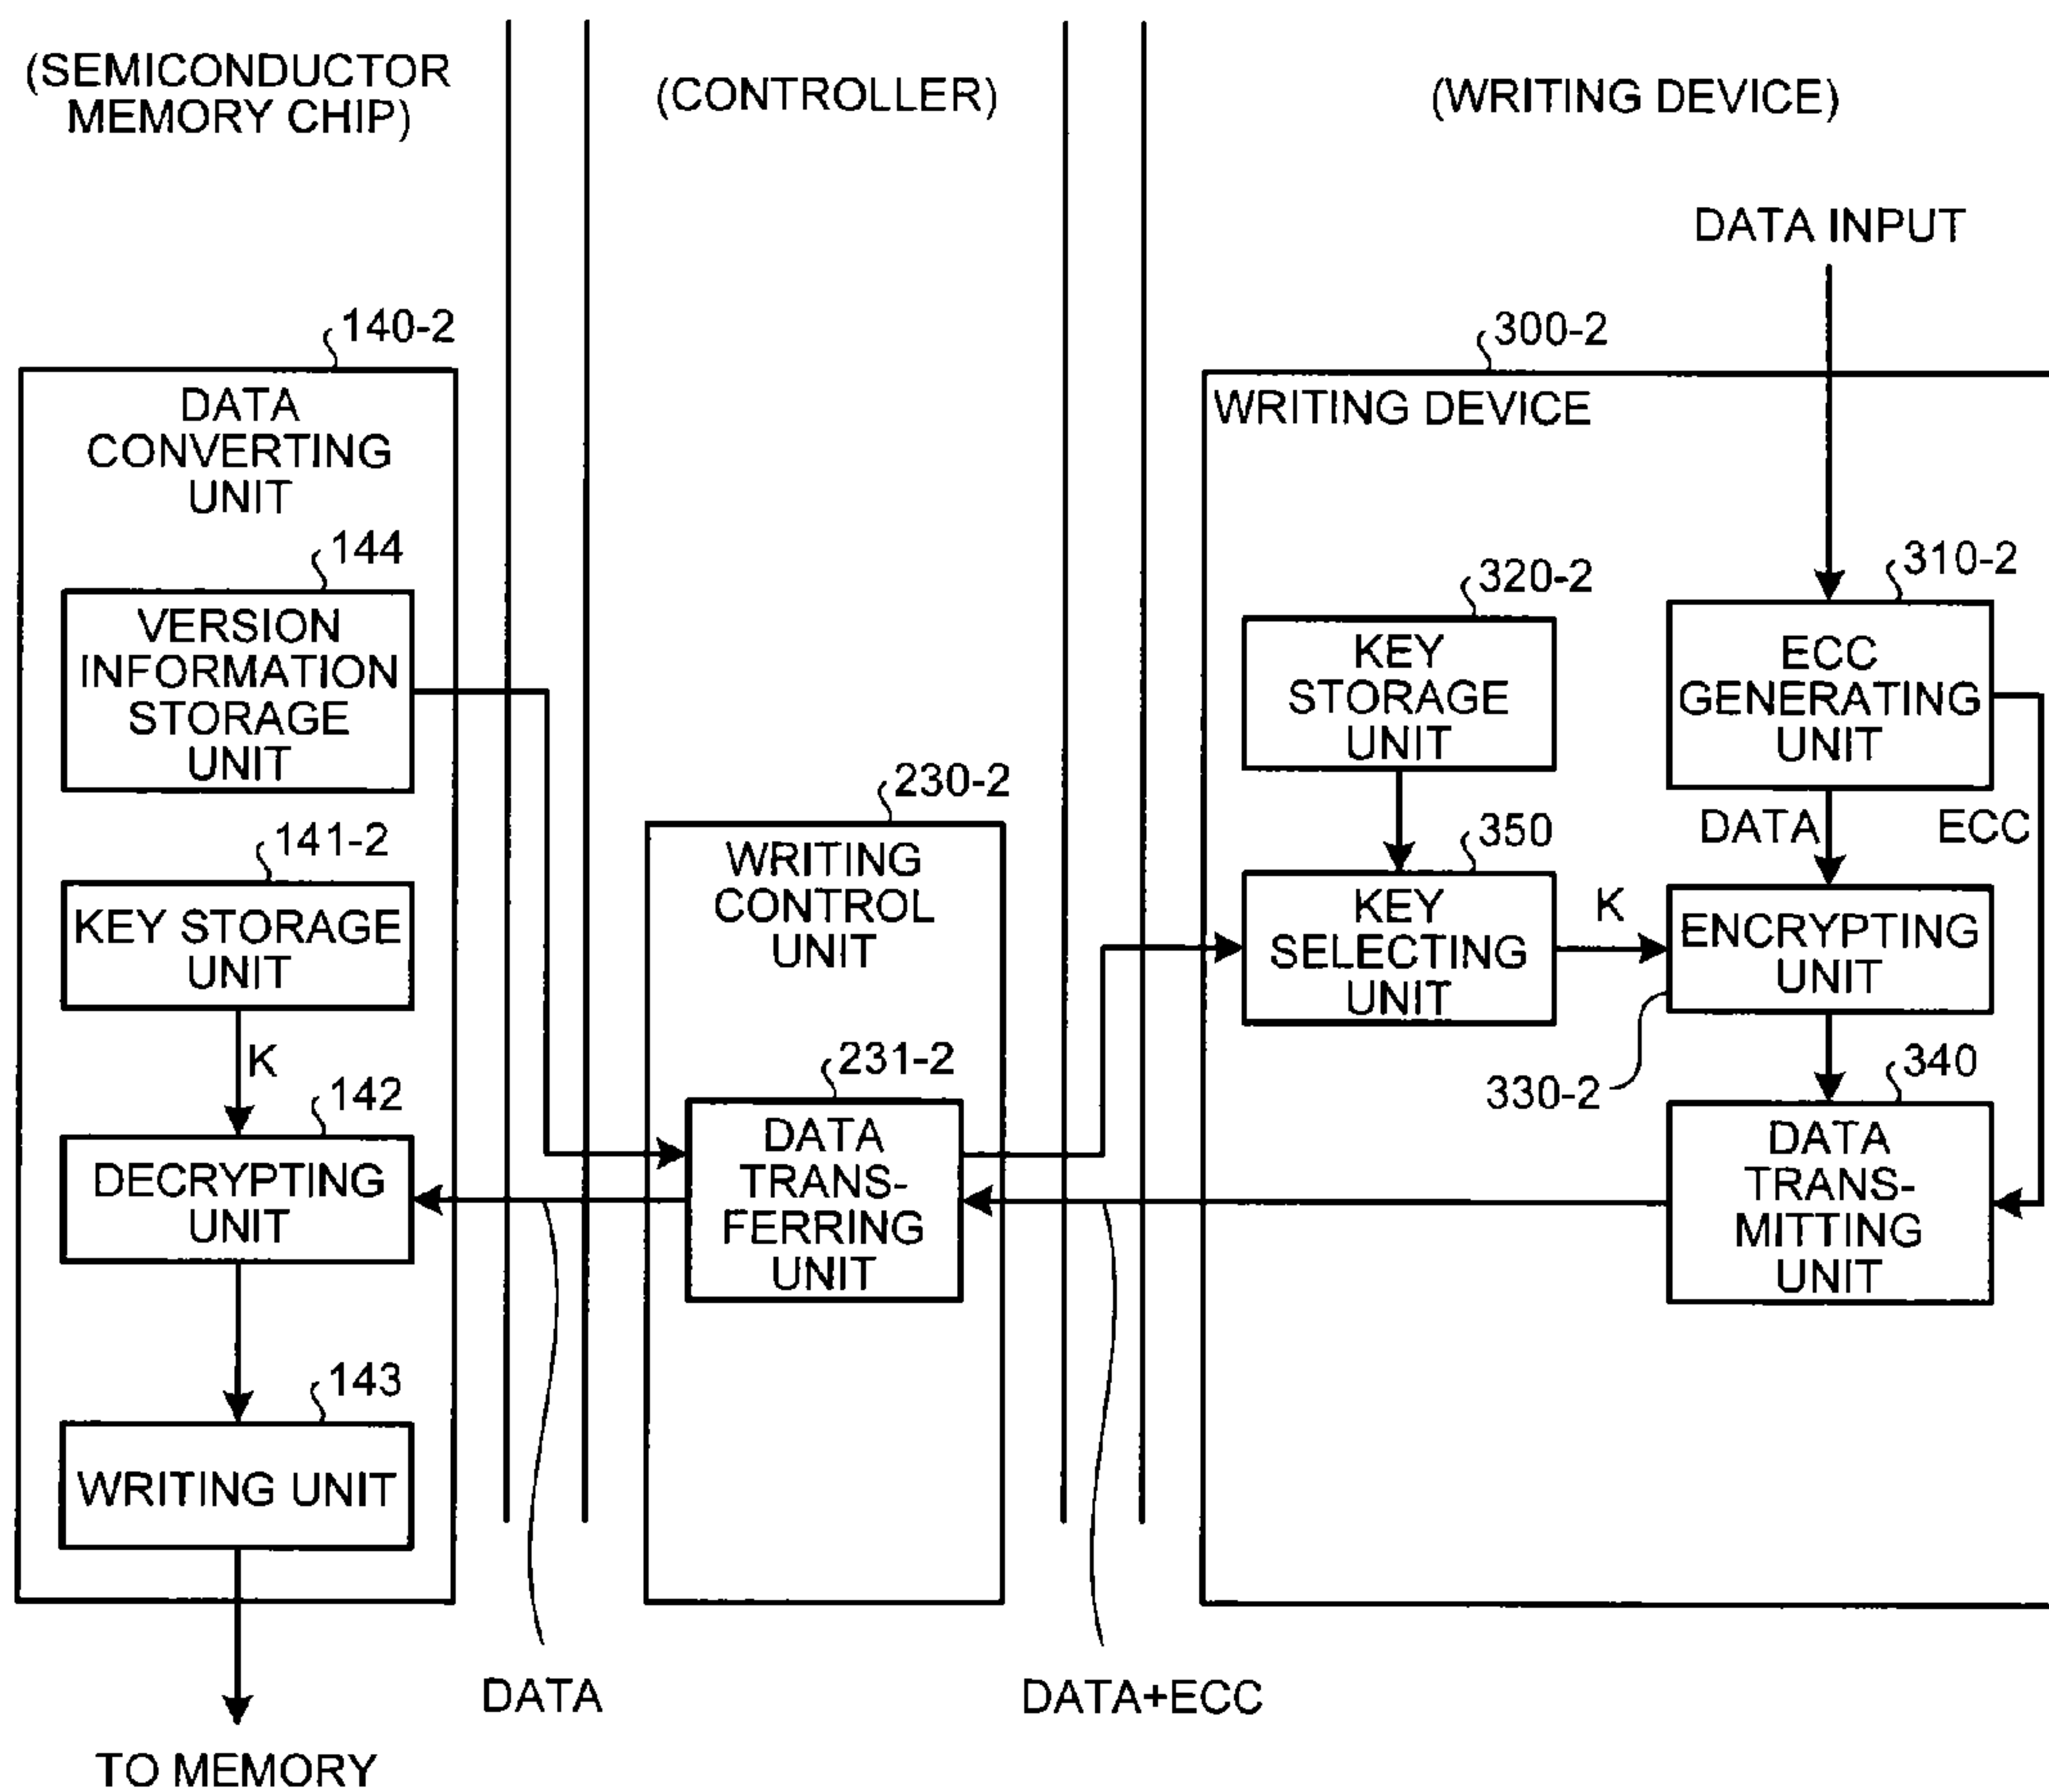 (SEMICONDUCTOR
MEMORY CHIP)
(CONTROLLER)
(WRITING DEVICE)
DATA INPUT
140-2
DATA
CONVERTING
UNIT
144
VERSION
INFORMATION
STORAGE
UNIT
141-2
KEY STORAGE
UNIT
K
142
DECRYPTING
UNIT
143
WRITING UNIT
TO MEMORY
DATA
230-2
WRITING
CONTROL
UNIT
231-2
DATA
TRANS-
FERRING
UNIT
DATA+ECC
300-2
WRITING DEVICE
320-2
KEY
STORAGE
UNIT
350
KEY
SELECTING
UNIT
K
310-2
ECC
GENERATING
UNIT
DATA
ECC
ENCRYPTING
UNIT
330-2
340
DATA
TRANS-
MITTING
UNIT